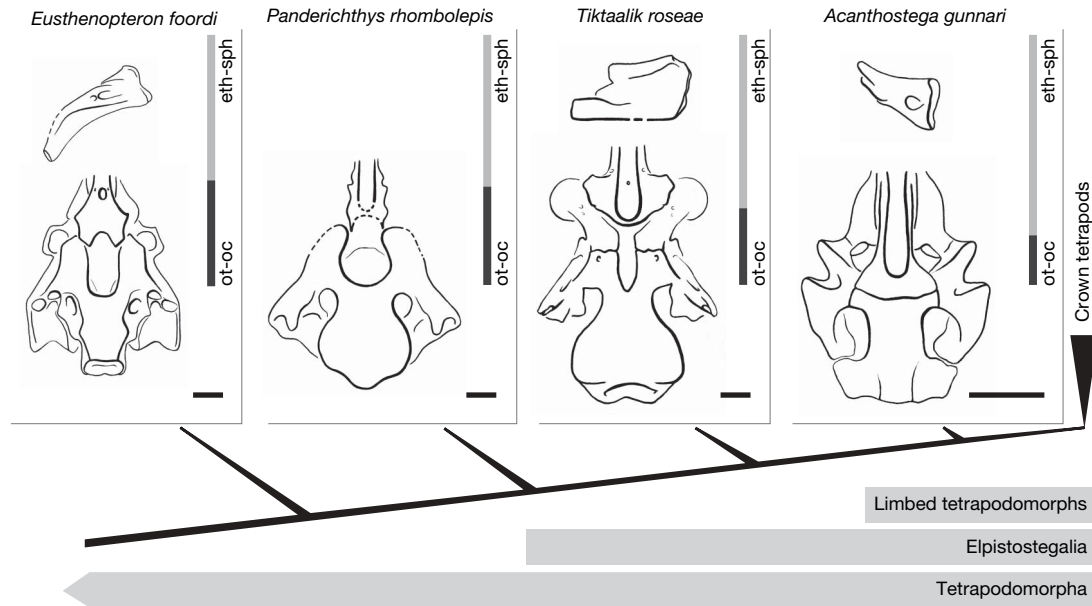 Eusthenopteron foordi
Panderichthys rhombolepis
Tiktaalik roseae
Acanthostega gunnari
eth-sph
ot-oc
eth-sph
ot-oc
eth-sph
ot-oc
eth-sph
ot-oc
Crown tetrapods
Limbed tetrapodomorphs
Elpistostegalia
Tetrapodomorpha